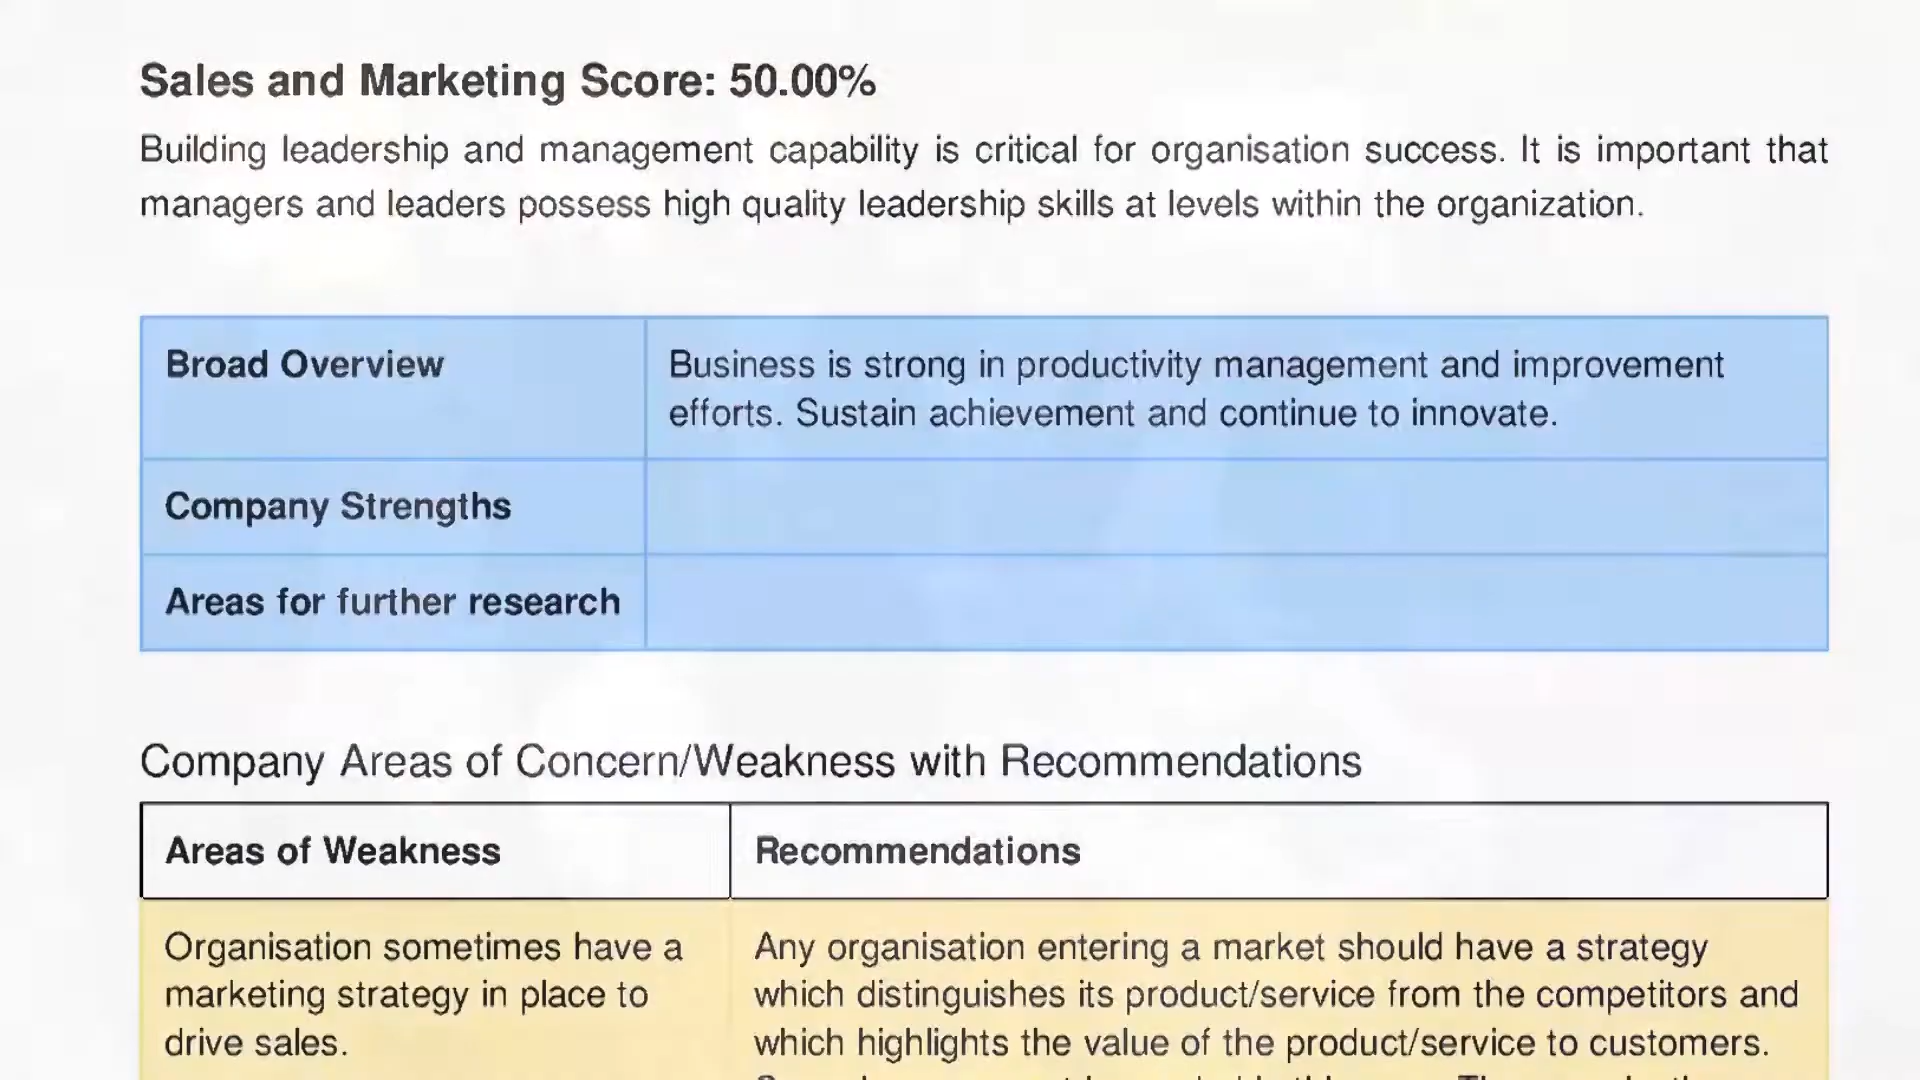 Sales and Marketing Score: 50.00%
Building leadership and management capability is critical for organisation success. It is important that
managers and leaders possess high quality leadership skills at levels within the organization.
Broad Overview
Business is strong in productivity management and improvement
efforts. Sustain achievement and continue to innovate.
Company Strengths
Areas for further research
Company Areas of Concern/Weakness with Recommendations
Areas of Weakness
Recommendations
Organisation sometimes have a
marketing strategy in place to
drive sales.
Any organisation entering a market should have a strategy
which distinguishes its product/service from the competitors and
which highlights the value of the product/service to customers.